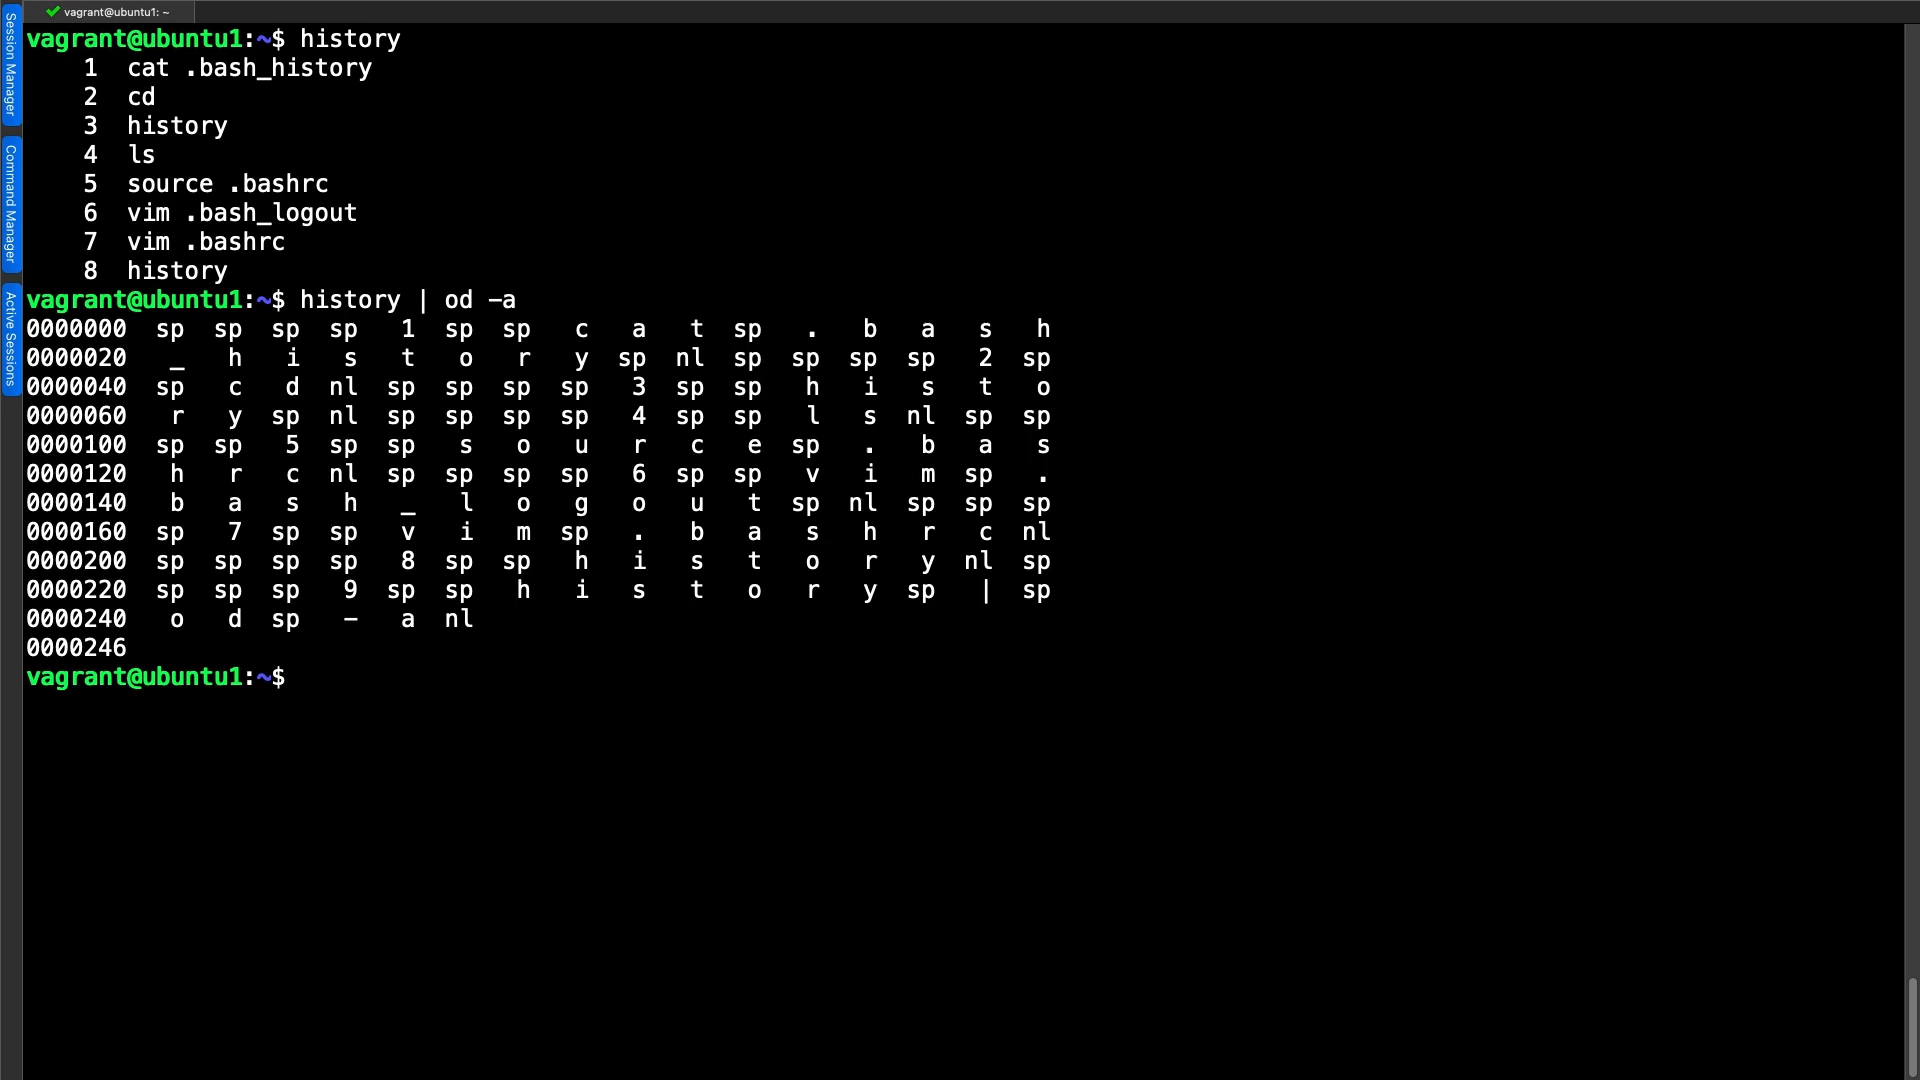 vagrant@ubuntu1: ~
Session Manager
Command Manager
Active Sessions
vagrant@ubuntu1:~$ history
    1  cat .bash_history
    2  cd
    3  history
    4  ls
    5  source .bashrc
    6  vim .bash_logout
    7  vim .bashrc
    8  history
vagrant@ubuntu1:~$ history | od -a
0000000  sp  sp  sp  sp   1  sp  sp   c   a   t  sp   .   b   a   s   h
0000020   _   h   i   s   t   o   r   y  sp  nl  sp  sp  sp  sp   2  sp
0000040  sp   c   d  nl  sp  sp  sp  sp   3  sp  sp   h   i   s   t   o
0000060   r   y  sp  nl  sp  sp  sp  sp   4  sp  sp   l   s  nl  sp  sp
0000100  sp  sp   5  sp  sp   s   o   u   r   c   e  sp   .   b   a   s
0000120   h   r   c  nl  sp  sp  sp  sp   6  sp  sp   v   i   m  sp   .
0000140   b   a   s   h   _   l   o   g   o   u   t  sp  nl  sp  sp  sp
0000160  sp   7  sp  sp   v   i   m  sp   .   b   a   s   h   r   c  nl
0000200  sp  sp  sp  sp   8  sp  sp   h   i   s   t   o   r   y  nl  sp
0000220  sp  sp  sp   9  sp  sp   h   i   s   t   o   r   y  sp   |  sp
0000240   o   d  sp   -   a  nl
0000246
vagrant@ubuntu1:~$